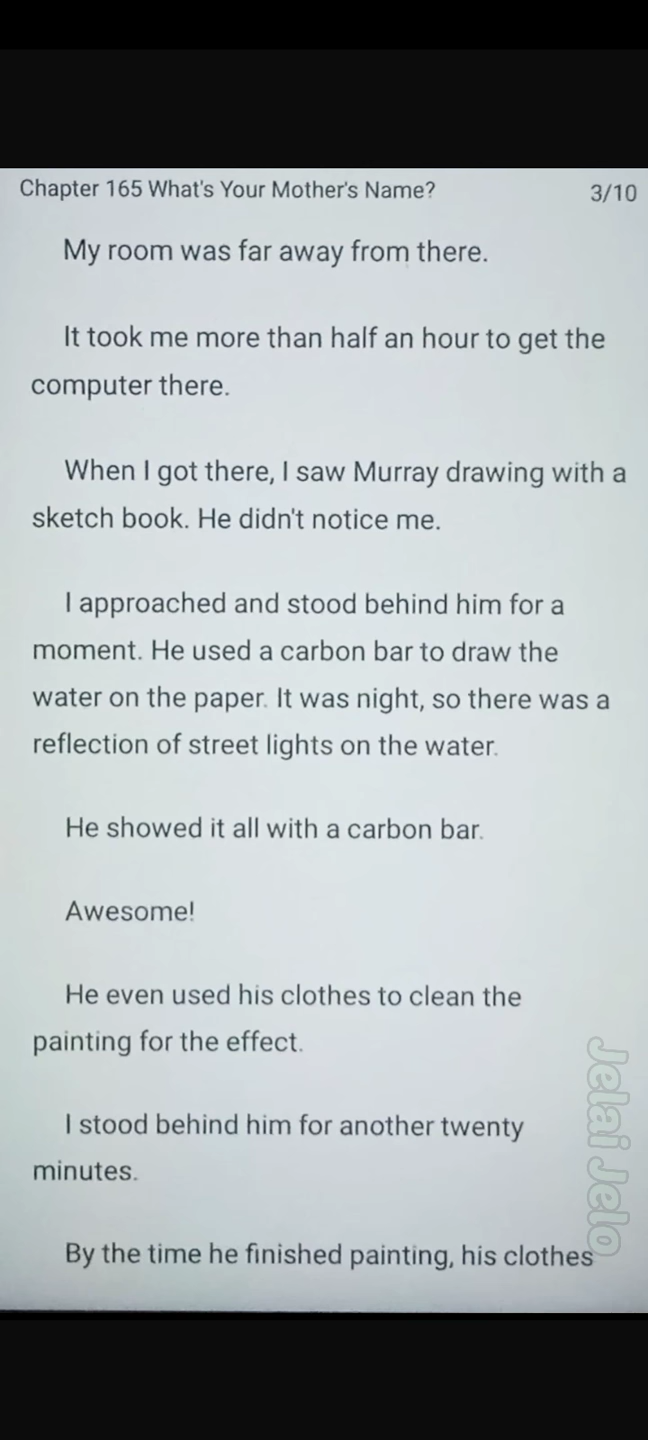 Chapter 165 What's Your Mother's Name?
3/10
My room was far away from there.
It took me more than half an hour to get the
computer there.
When I got there, I saw Murray drawing with a
sketch book. He didn't notice me.
I approached and stood behind him for a
moment. He used a carbon bar to draw the
water on the paper. It was night, so there was a
reflection of street lights on the water.
He showed it all with a carbon bar.
Awesome!
He even used his clothes to clean the
painting for the effect.
I stood behind him for another twenty
minutes.
By the time he finished painting, his clothes
Jelai Jelo